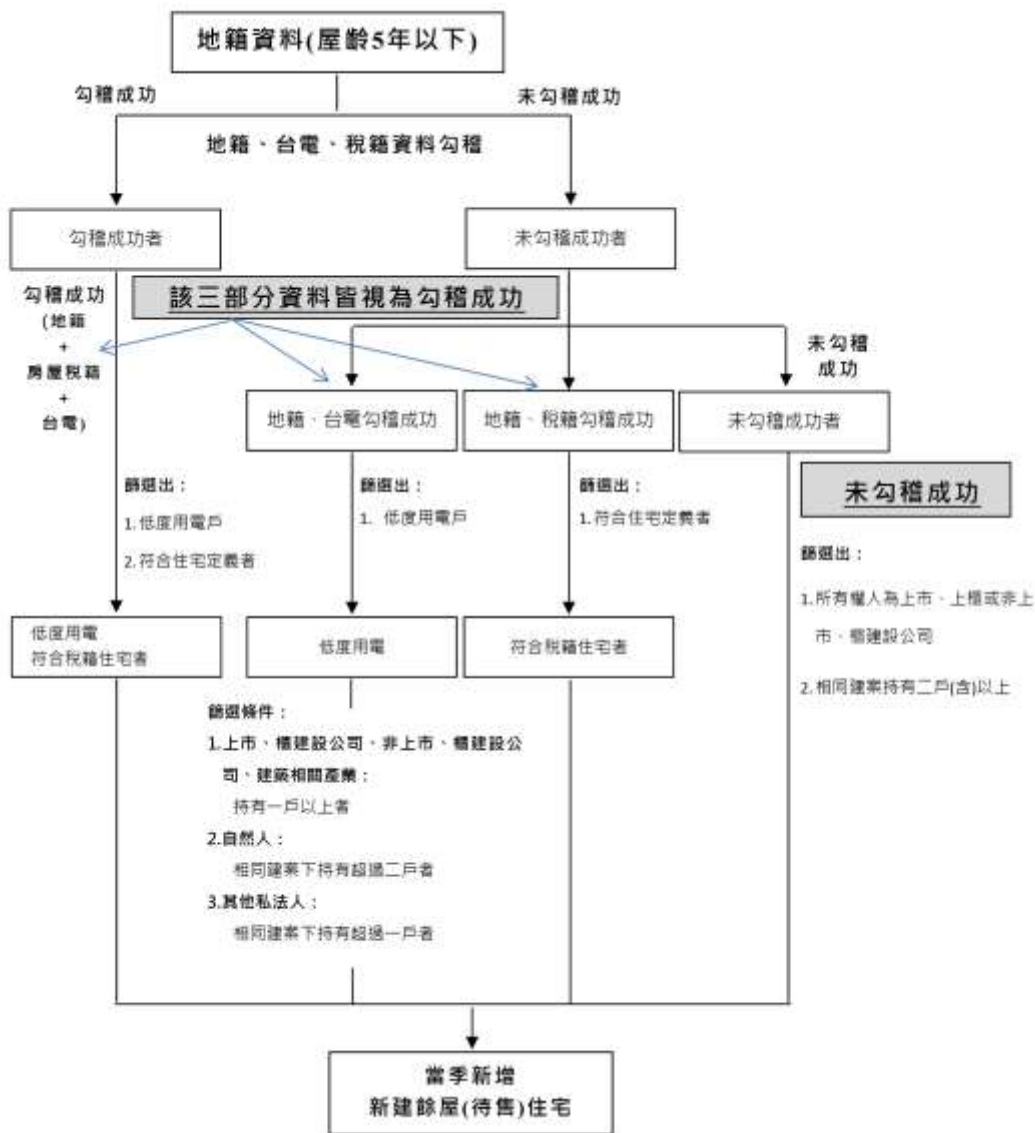 地籍資料(屋齡5年以下)
勾稽成功
未勾稽成功
地籍、台電、稅籍資料勾稽
勾稽成功者
未勾稽成功者
勾稽成功
(地籍
+
房屋稅籍
+
台電)
該三部分資料皆視為勾稽成功
未勾稽
成功
地籍、台電勾稽成功
地籍、稅籍勾稽成功
未勾稽成功者
未勾稽成功
篩選出：
1.低度用電戶
2.符合住宅定義者
篩選出：
1. 低度用電戶
篩選出：
1.符合住宅定義者
篩選出：
1.所有權人為上市、上櫃或非上
市、櫃建設公司
2.相同建案持有二戶(含)以上
低度用電
符合稅籍住宅者
低度用電
符合稅籍住宅者
篩選條件：
1.上市、櫃建設公司、非上市、櫃建設公
司、建築相關產業：
持有一戶以上者
2.自然人：
相同建案下持有超過二戶者
3.其他私法人：
相同建案下持有超過一戶者
當季新增
新建餘屋(待售)住宅